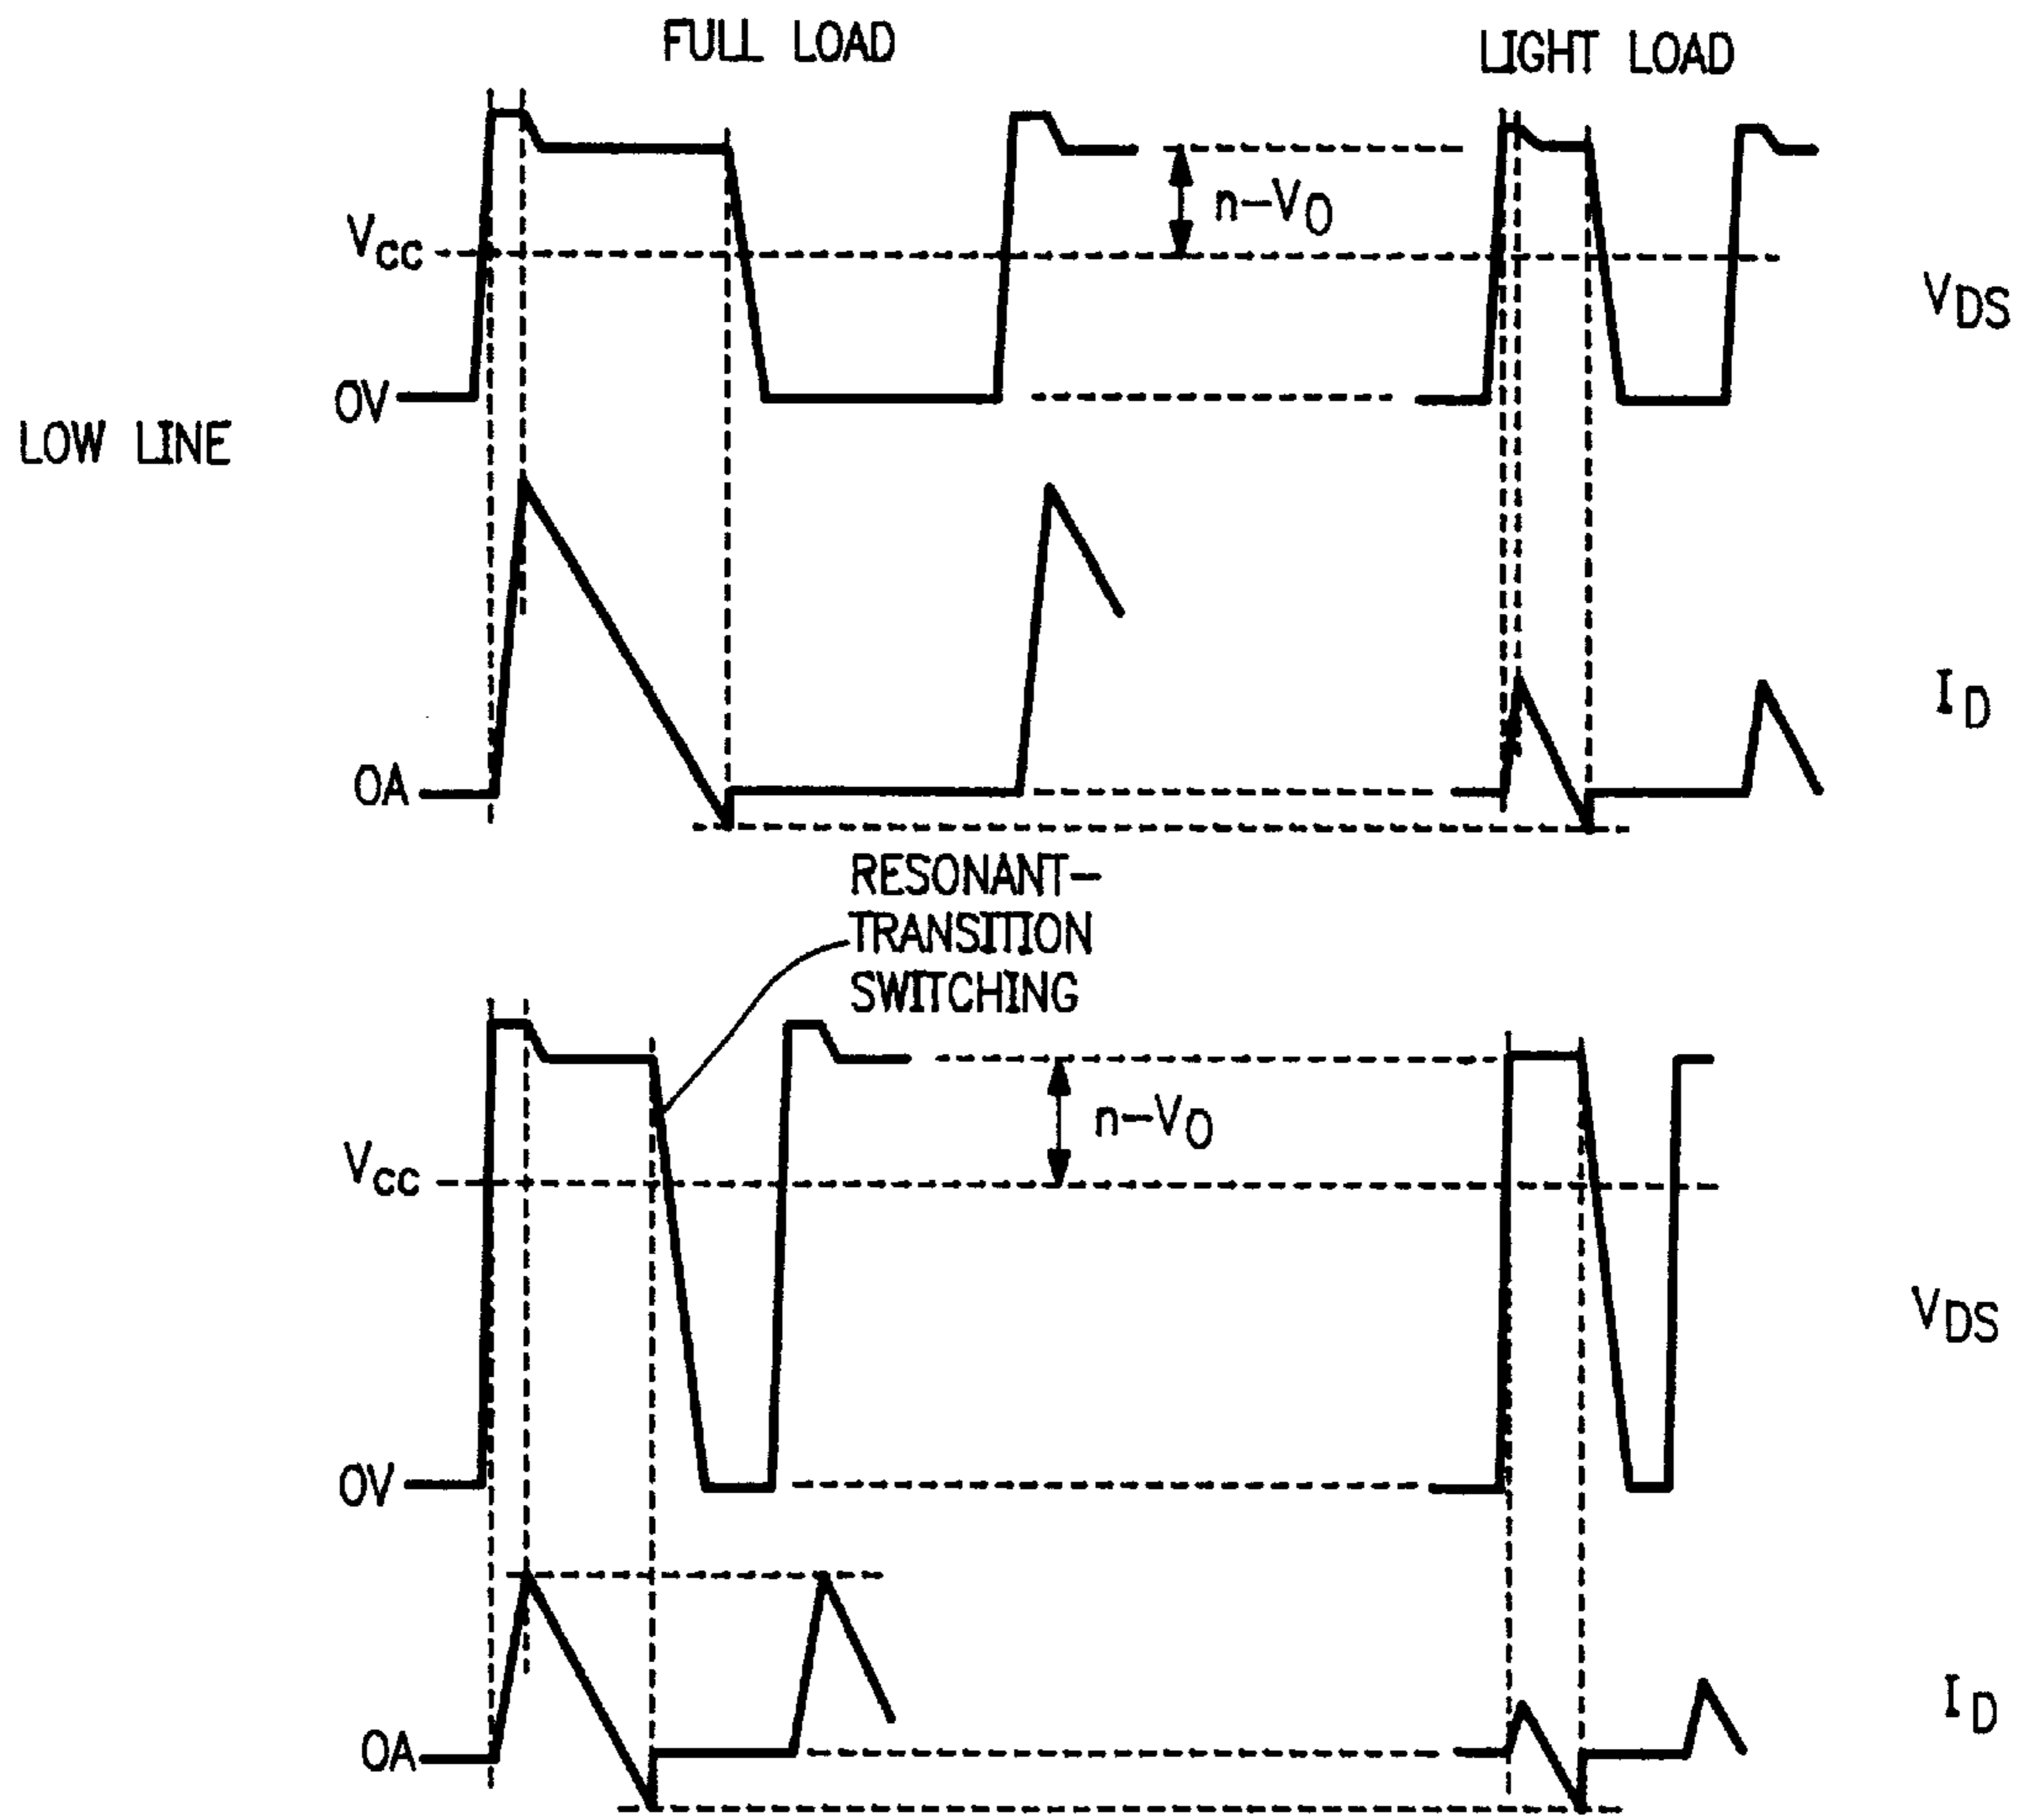 FULL LOAD
LIGHT LOAD
VCC
n-VO
VDS
OV
LOW LINE
ID
OA
RESONANT-
TRANSITION
SWITCHING
VCC
n-VO
VDS
OV
ID
OA